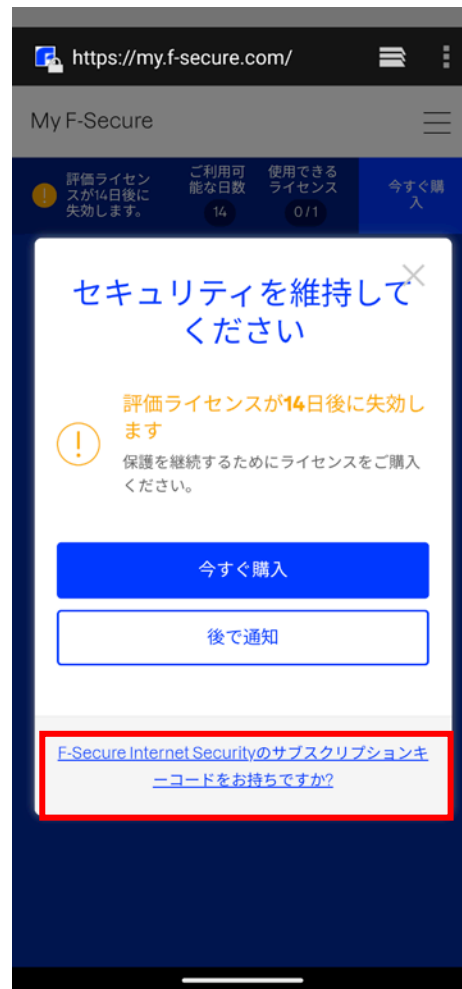 https://my.f-secure.com/
My F-Secure
評価ライセン
スが14日後に
失効します。
ご利用可
能な日数
14
使用できる
ライセンス
0/1
今すぐ購
入
セキュリティを維持して
ください
評価ライセンスが14日後に失効し
ます
保護を継続するためにライセンスをご購入
ください。
今すぐ購入
後で通知
F-Secure Internet Securityのサブスクリプションキ
ーコードをお持ちですか?